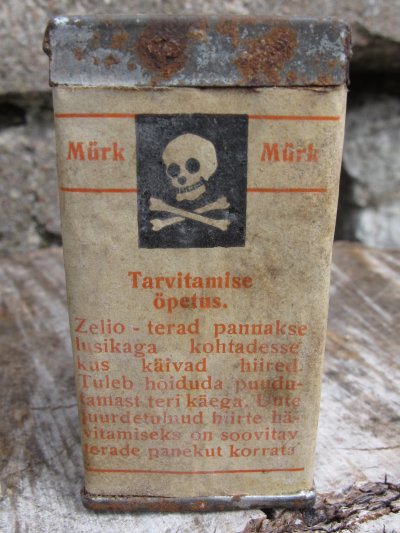 Mürk Mürk
Tarvitamise
õpetus.
Zelio - terad pannakse
lusikaga kohtadesse
kus käivad hiired.
Tuleb hoiduda puudu-
tamast teri käega. Uute
juurdetulnud hiirte hä-
vitamiseks on soovitav
terade panekut korrata